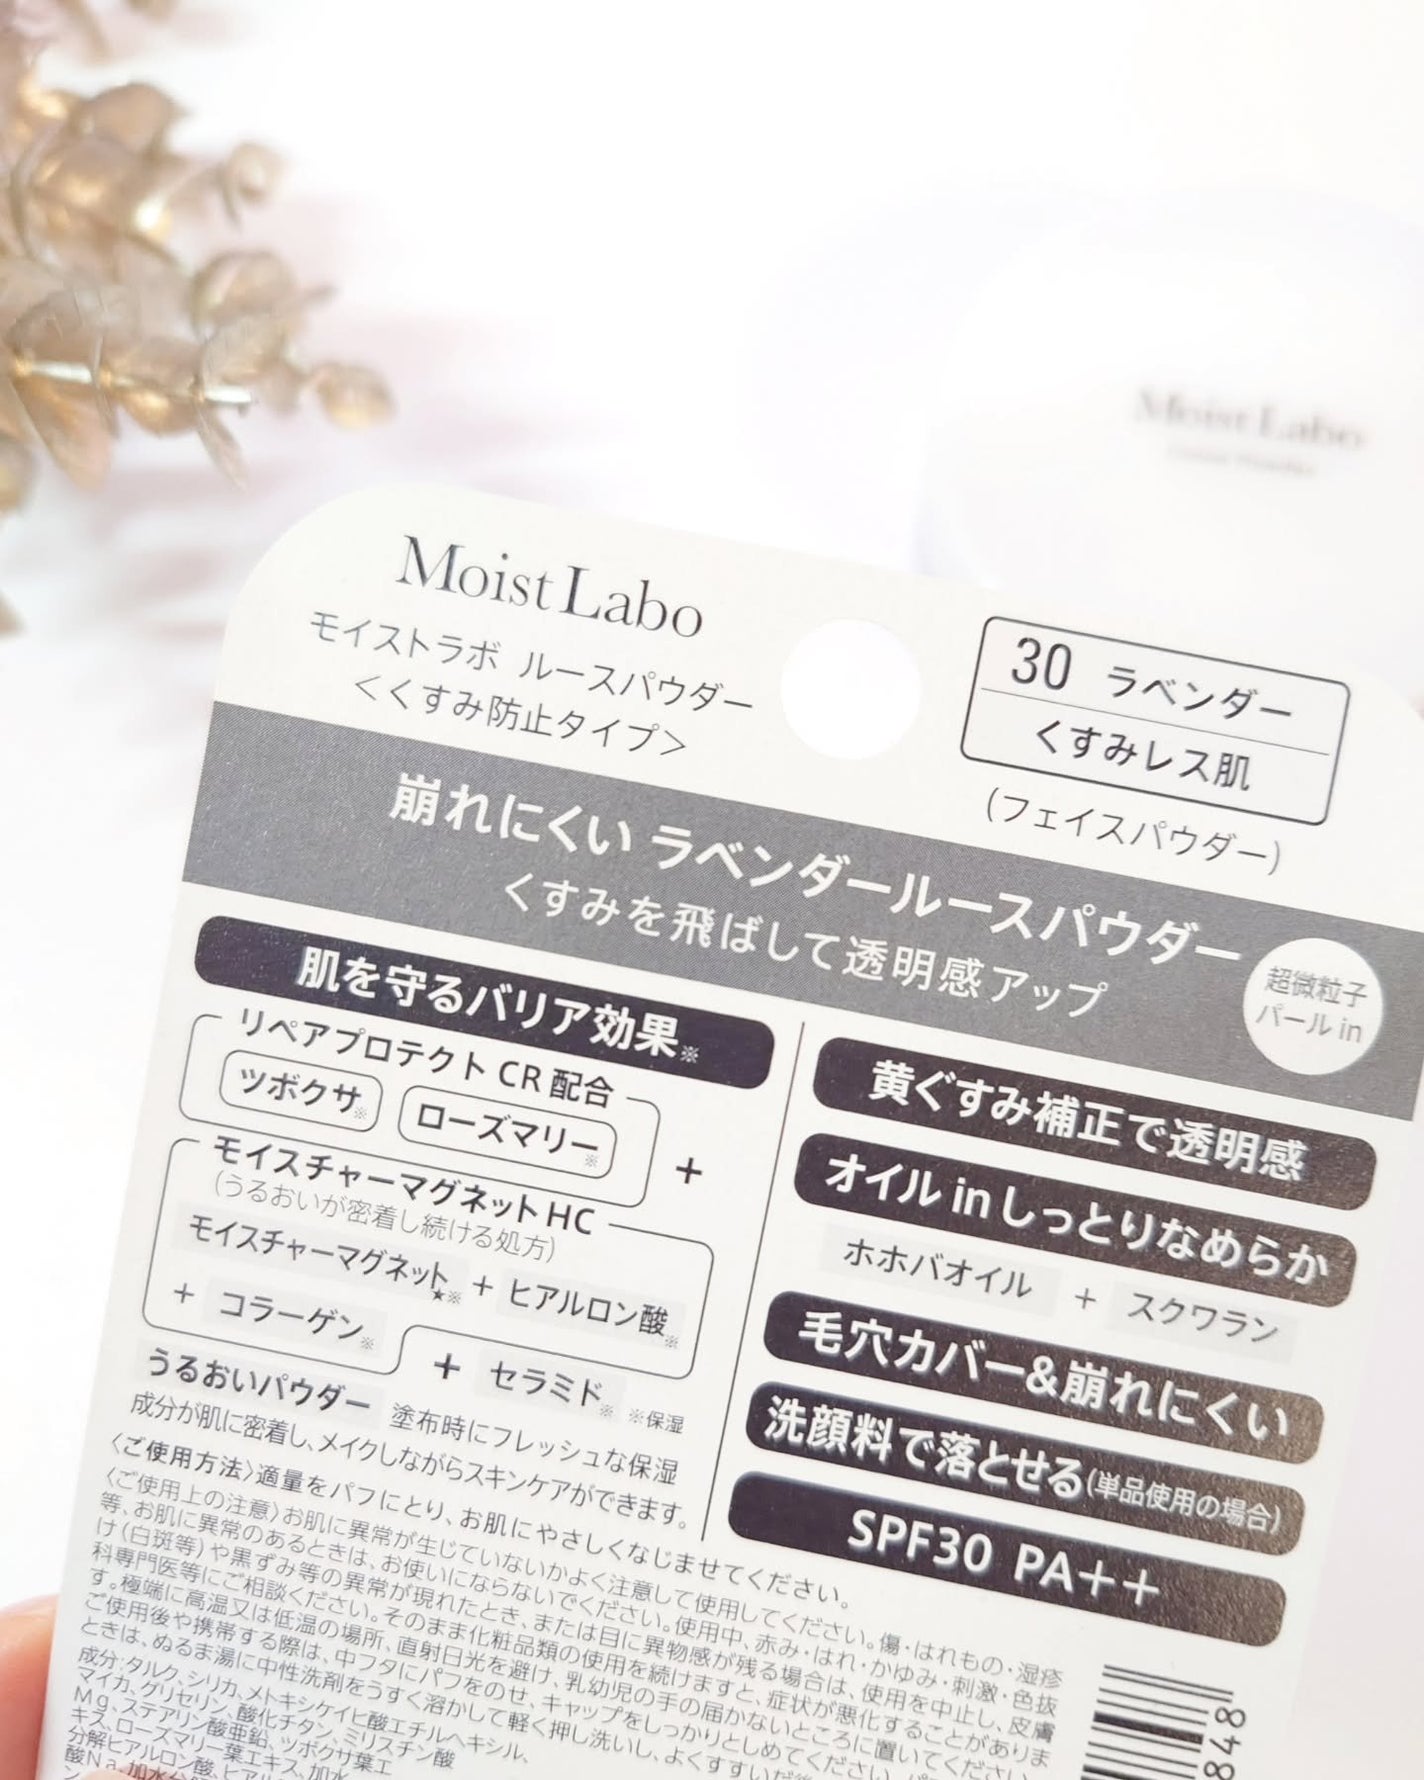 Moist Labo
Moist Labo
モイストラボ ルースパウダー
＜くすみ防止タイプ＞
30 ラベンダー
くすみレス肌
(フェイスパウダー)
崩れにくい ラベンダールースパウダー
くすみを飛ばして透明感アップ
超微粒子
パール in
肌を守るバリア効果※
リペアプロテクト CR 配合
ツボクサ※ ローズマリー※
+
モイスチャーマグネット HC
(うるおいが密着し続ける処方)
モイスチャーマグネット★※ + ヒアルロン酸※
+ コラーゲン※
+ セラミド※ ※保湿
うるおいパウダー 塗布時にフレッシュな保湿
成分が肌に密着し、メイクしながらスキンケアができます。
黄ぐすみ補正で透明感
オイル in しっとりなめらか
ホホバオイル + スクワラン
毛穴カバー&崩れにくい
洗顔料で落とせる(単品使用の場合)
SPF30 PA++
〈ご使用方法〉適量をパフにとり、お肌にやさしくなじませてください。
〈ご使用上の注意〉お肌に異常が生じていないかよく注意して使用してください。傷・はれもの・湿疹
等、お肌に異常のあるときは、お使いにならないでください。使用中、赤み・はれ・かゆみ・刺激・色抜
け(白斑等)や黒ずみ等の異常が現れたとき、または目に異物感が残る場合は、使用を中止し、皮膚
科専門医等にご相談ください。そのまま化粧品類の使用を続けますと、症状が悪化することがありま
す。極端に高温又は低温の場所、直射日光を避け、乳幼児の手の届かないところに置いてください。
ご使用後や携帯する際は、中フタにパフをのせ、キャップをしっかりとしめてください。
ときは、ぬるま湯に中性洗剤をうすく溶かして軽く押し洗いし、よくすすいだ後
成分:タルク、シリカ、メトキシケイヒ酸エチルヘキシル、
マイカ、グリセリン、酸化チタン、ミリスチン酸
Mg、ステアリン酸亜鉛、ツボクサ葉エ
キス、ローズマリー葉エキス、加水
分解ヒアルロン酸、ヒアル
酸Na、加水分